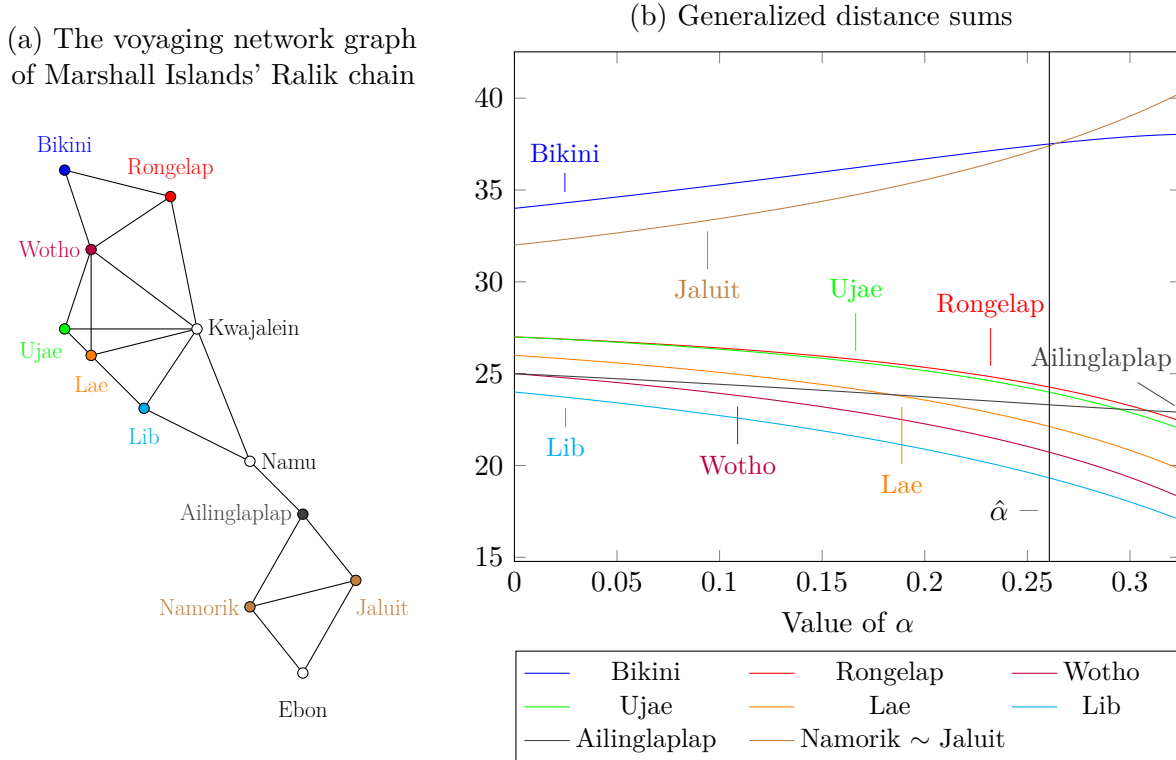 (a) The voyaging network graph
of Marshall Islands' Ralik chain
Bikini
Rongelap
Wotho
Kwajalein
Ujae
Lae
Lib
Namu
Ailinglaplap
Namorik
Jaluit
Ebon
(b) Generalized distance sums
40
35
30
25
20
15
Bikini
Jaluit
Ujae
Rongelap
Ailinglaplap
Lib
Wotho
Lae
α̂
0 0.05 0.1 0.15 0.2 0.25 0.3
Value of α
Bikini Rongelap Wotho
Ujae Lae Lib
Ailinglaplap Namorik ∼ Jaluit